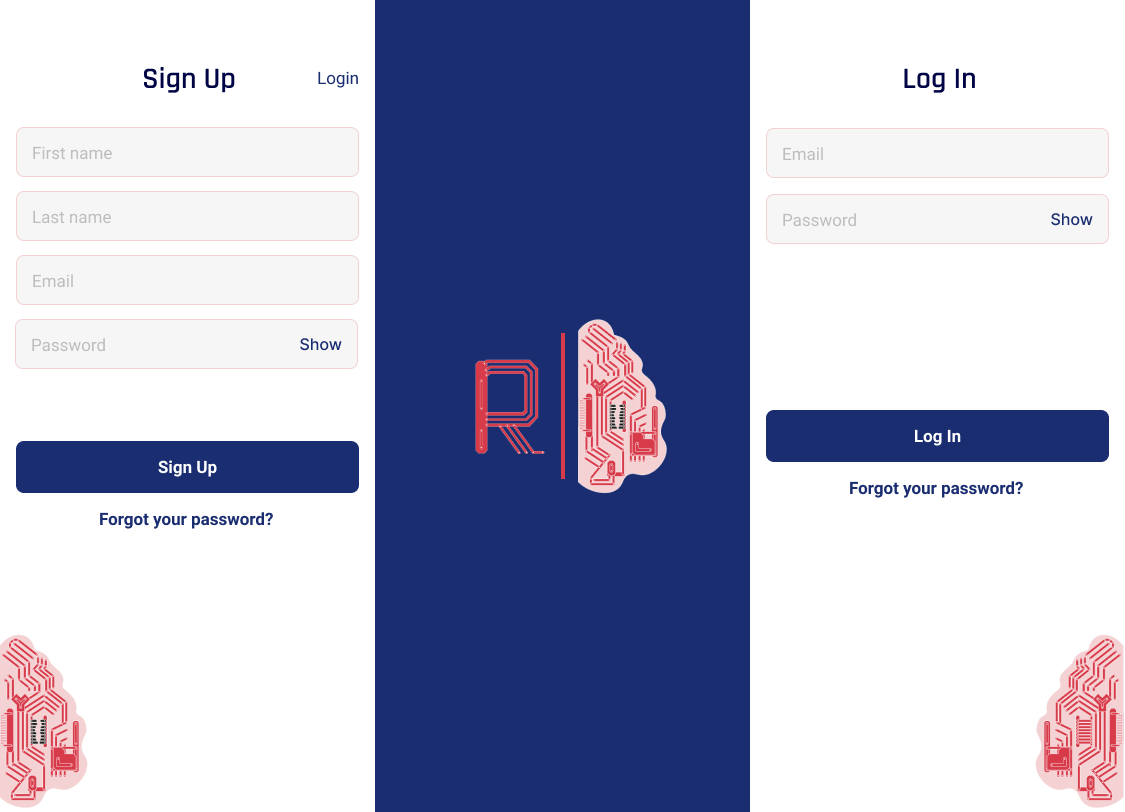 Sign Up
Login
First name
Last name
Email
Password
Show
Sign Up
Forgot your password?
R
Log In
Email
Password
Show
Log In
Forgot your password?